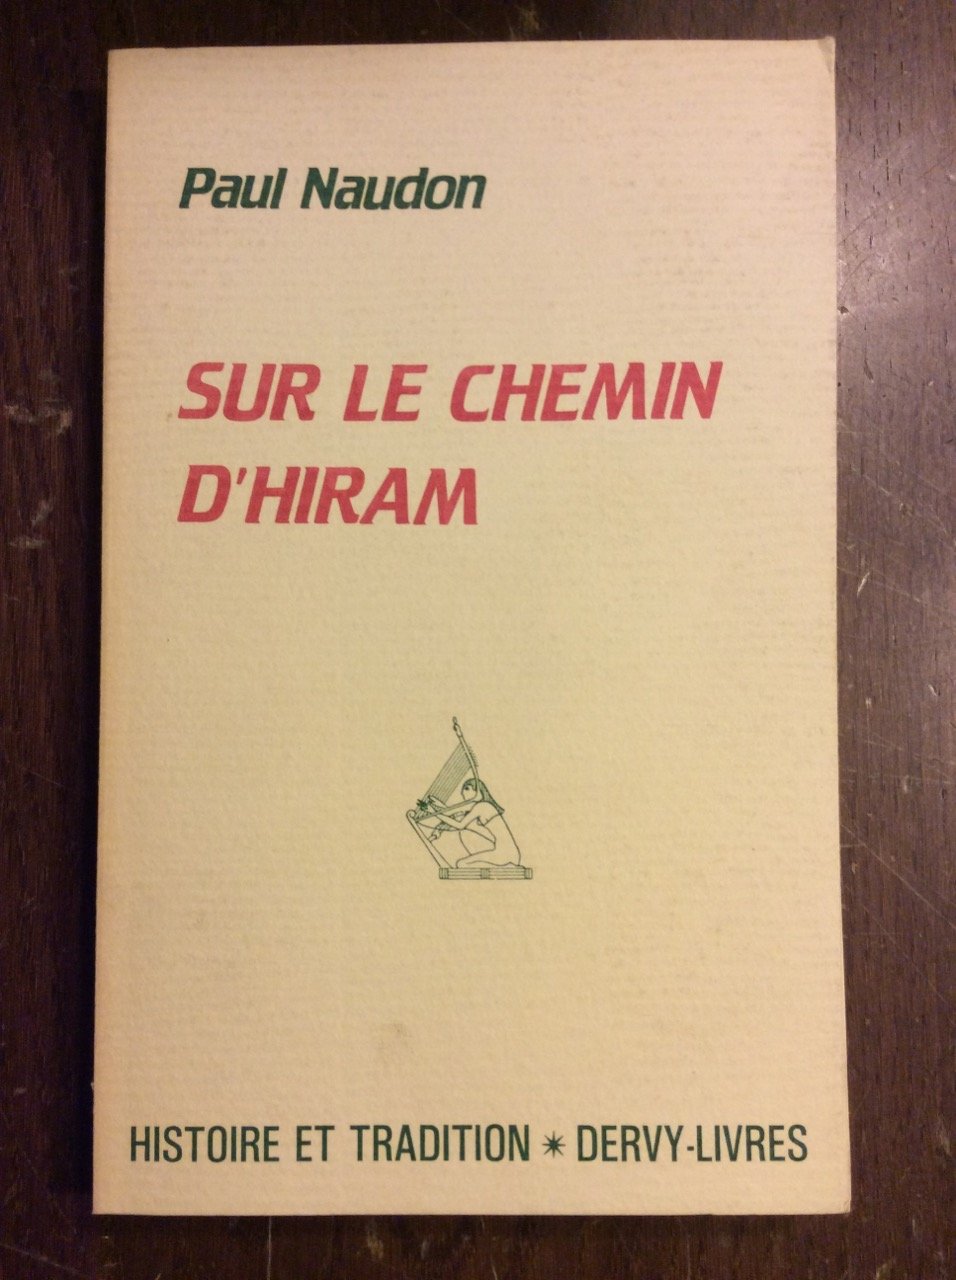 Paul Naudon
SUR LE CHEMIN
D'HIRAM
HISTOIRE ET TRADITION * DERVY-LIVRES